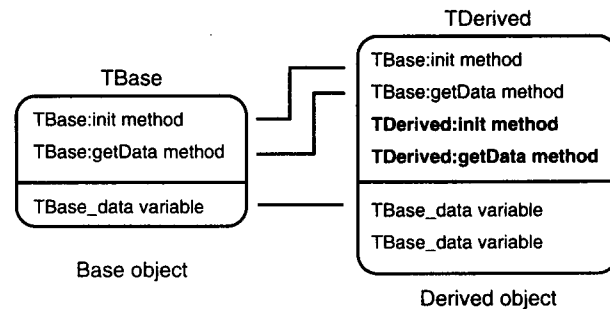 TBase
TBase:init method
TBase:getData method
TBase_data variable
Base object
TDerived
TBase:init method
TBase:getData method
TDerived:init method
TDerived:getData method
TBase_data variable
TBase_data variable
Derived object